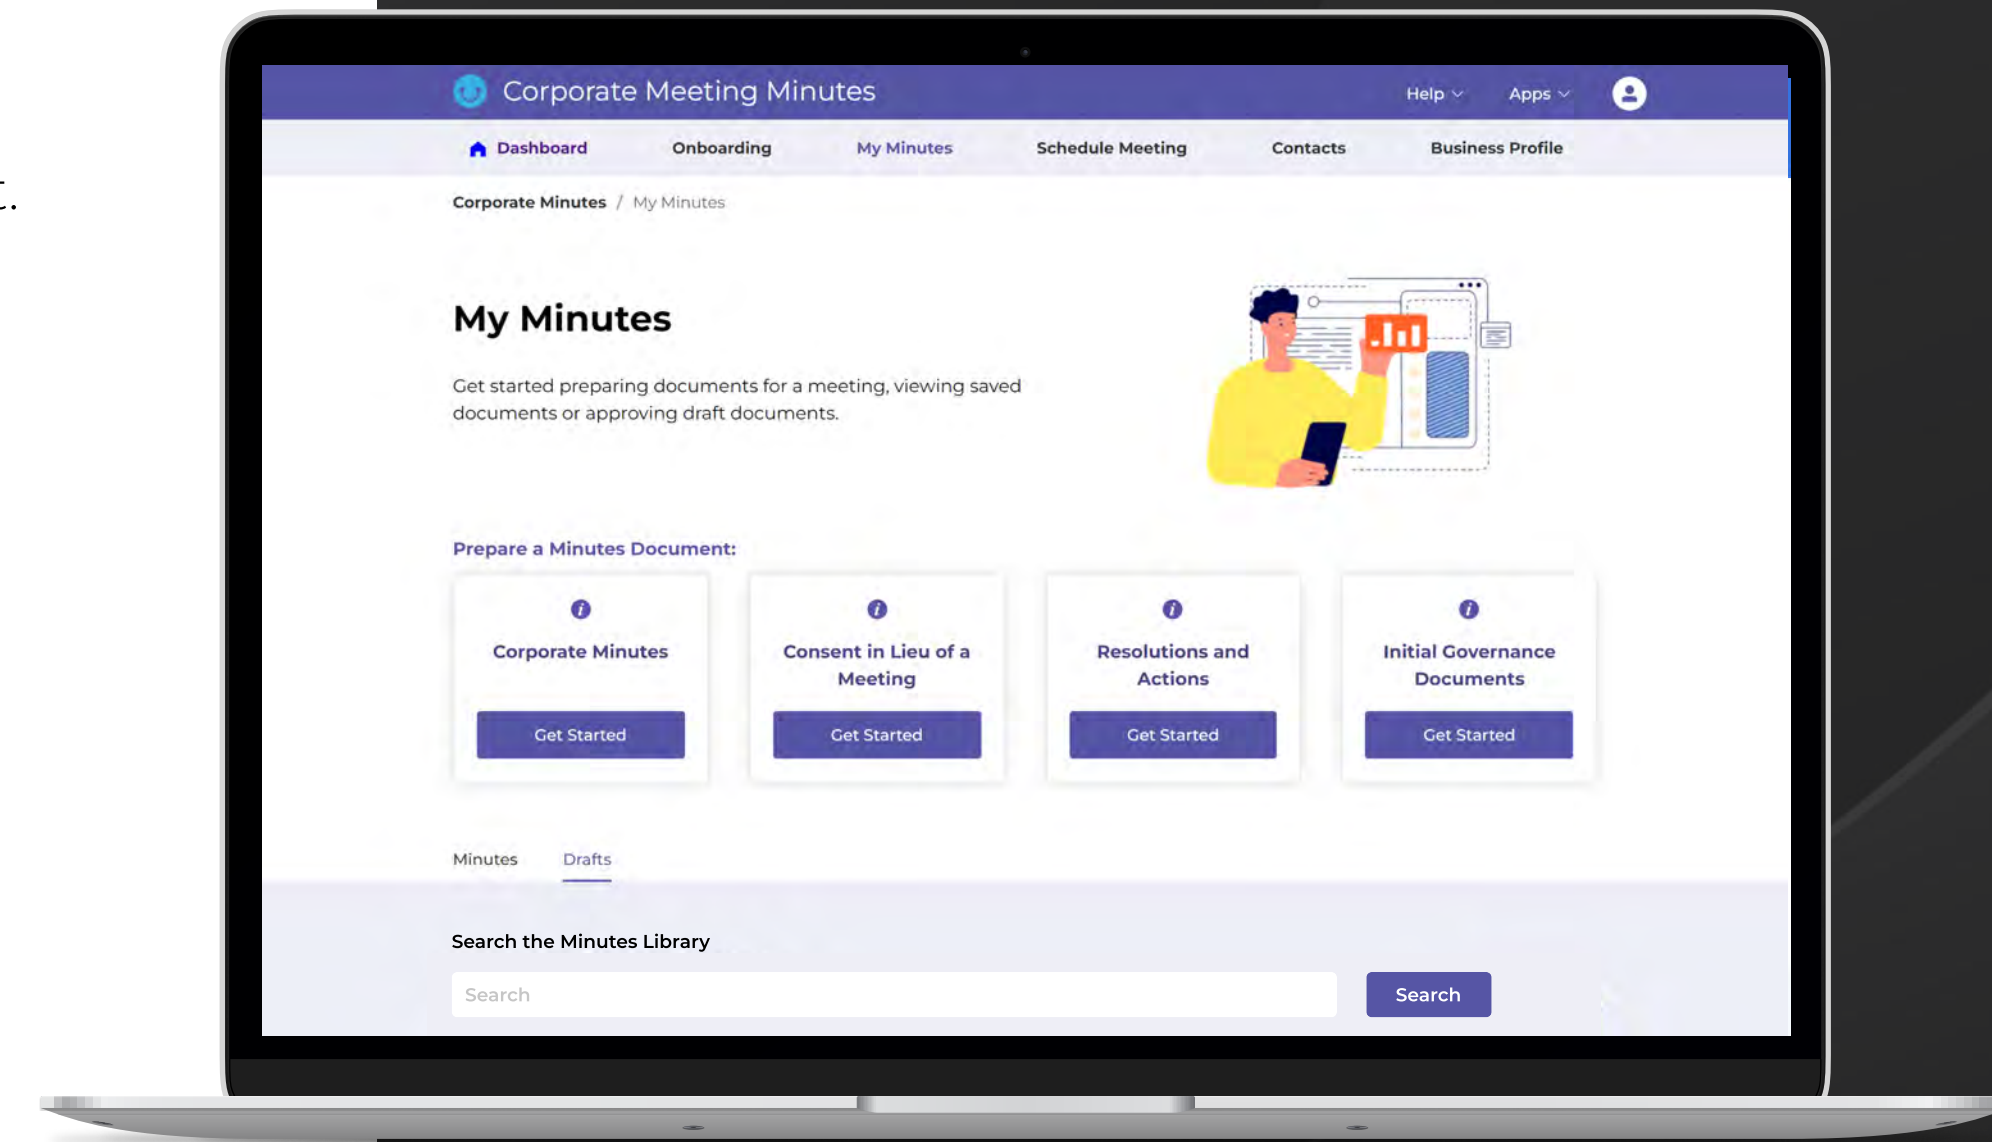 Corporate Meeting Minutes
Help
Apps
Dashboard
Onboarding
My Minutes
Schedule Meeting
Contacts
Business Profile
Corporate Minutes / My Minutes
My Minutes
Get started preparing documents for a meeting, viewing saved
documents or approving draft documents.
Prepare a Minutes Document:
Corporate Minutes
Get Started
Consent in Lieu of a
Meeting
Get Started
Resolutions and
Actions
Get Started
Initial Governance
Documents
Get Started
Minutes
Drafts
Search the Minutes Library
Search
Search